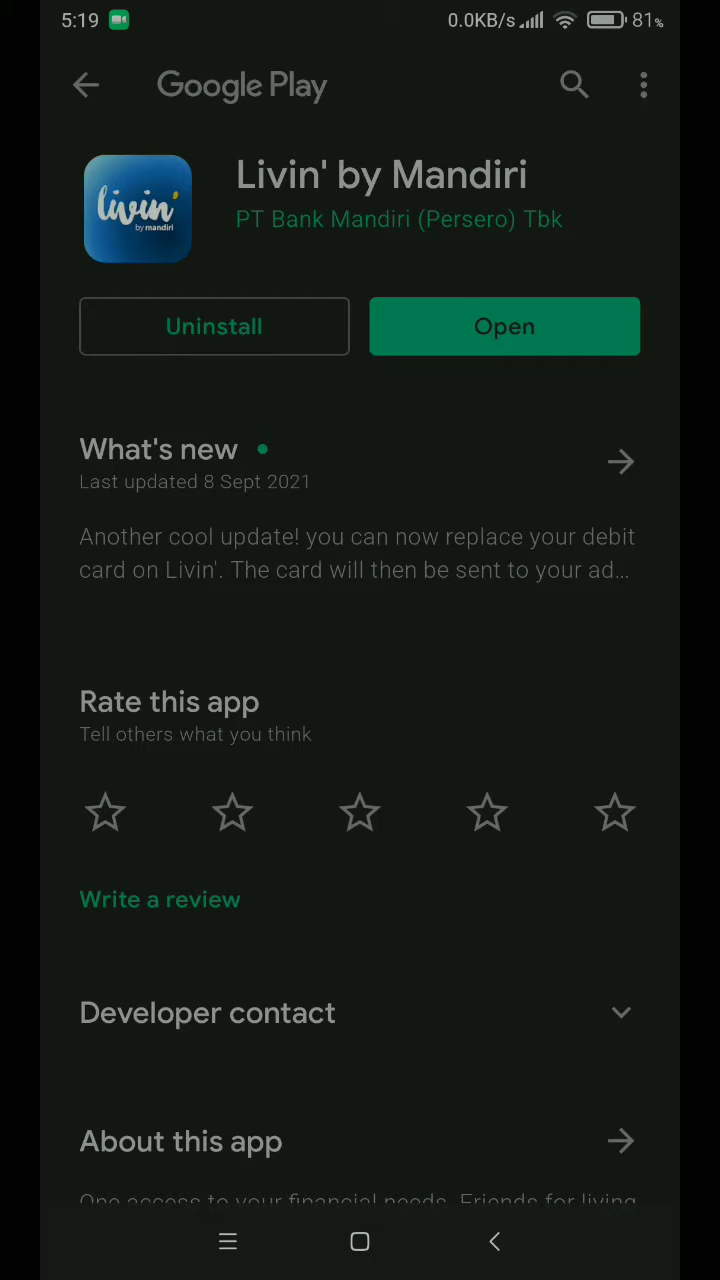 5:19 0.0KB/s 81%
Google Play
Livin' by Mandiri
PT Bank Mandiri (Persero) Tbk
livin'
by mandiri
Uninstall Open
What's new
Last updated 8 Sept 2021
Another cool update! you can now replace your debit
card on Livin'. The card will then be sent to your ad…
Rate this app
Tell others what you think
Write a review
Developer contact
About this app
One access to your financial needs. Friends for living